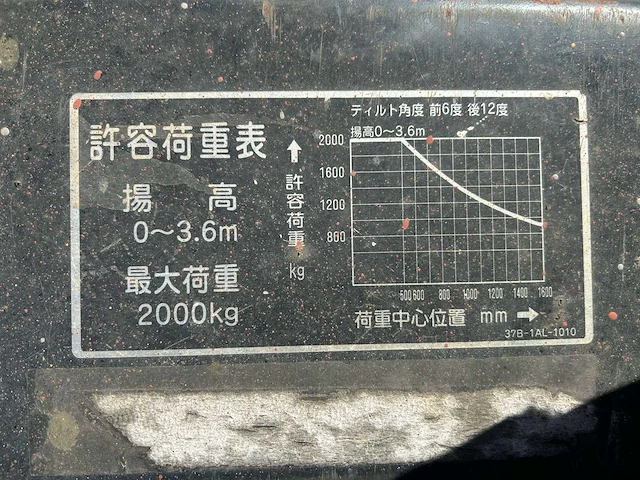 許容荷重表
揚 高
0～3.6m
最大荷重
2000kg
許容荷重 kg
ティルト角度 前6度 後12度
揚高0～3.6m
2000
1600
1200
800
500 600 800 1000 1200 1400 1600
荷重中心位置 mm
37B-1AL-1010